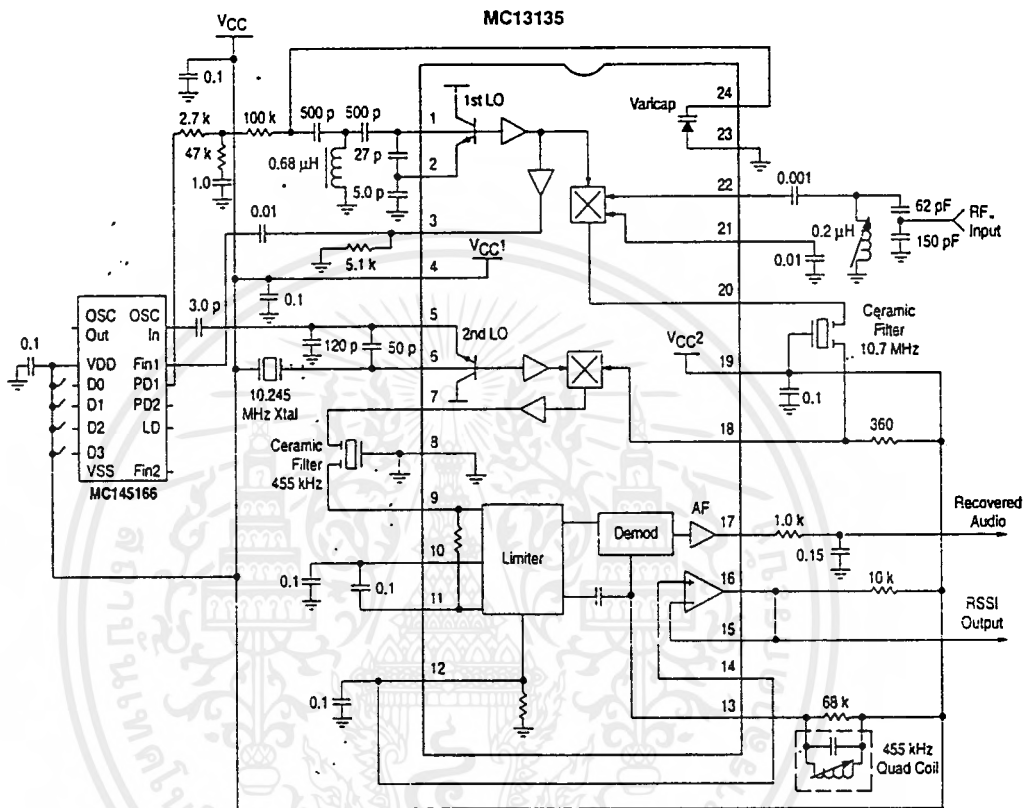 MC13135
VCC
0.1
2.7 k
100 k
500 p
500 p
47 k
1.0
0.68 µH
27 p
5.0 p
1
2
1st LO
3
0.01
5.1 k
4
VCC1
0.1
24
Varicap
23
22
0.001
62 pF
RF
Input
150 pF
0.2 µH
21
0.01
20
Ceramic
Filter
10.7 MHz
VCC2
19
0.1
18
360
OSC
Out
OSC
In
VDD
Fin1
D0
PD1
D1
PD2
D2
LD
D3
VSS
Fin2
MC145166
0.1
3.0 p
5
120 p
50 p
2nd LO
6
10.245
MHz Xtal
7
Ceramic
Filter
455 kHz
8
9
10
0.1
0.1
11
Limiter
Demod
AF
17
1.0 k
Recovered
Audio
0.15
16
10 k
RSSI
Output
15
14
12
0.1
13
68 k
455 kHz
Quad Coil